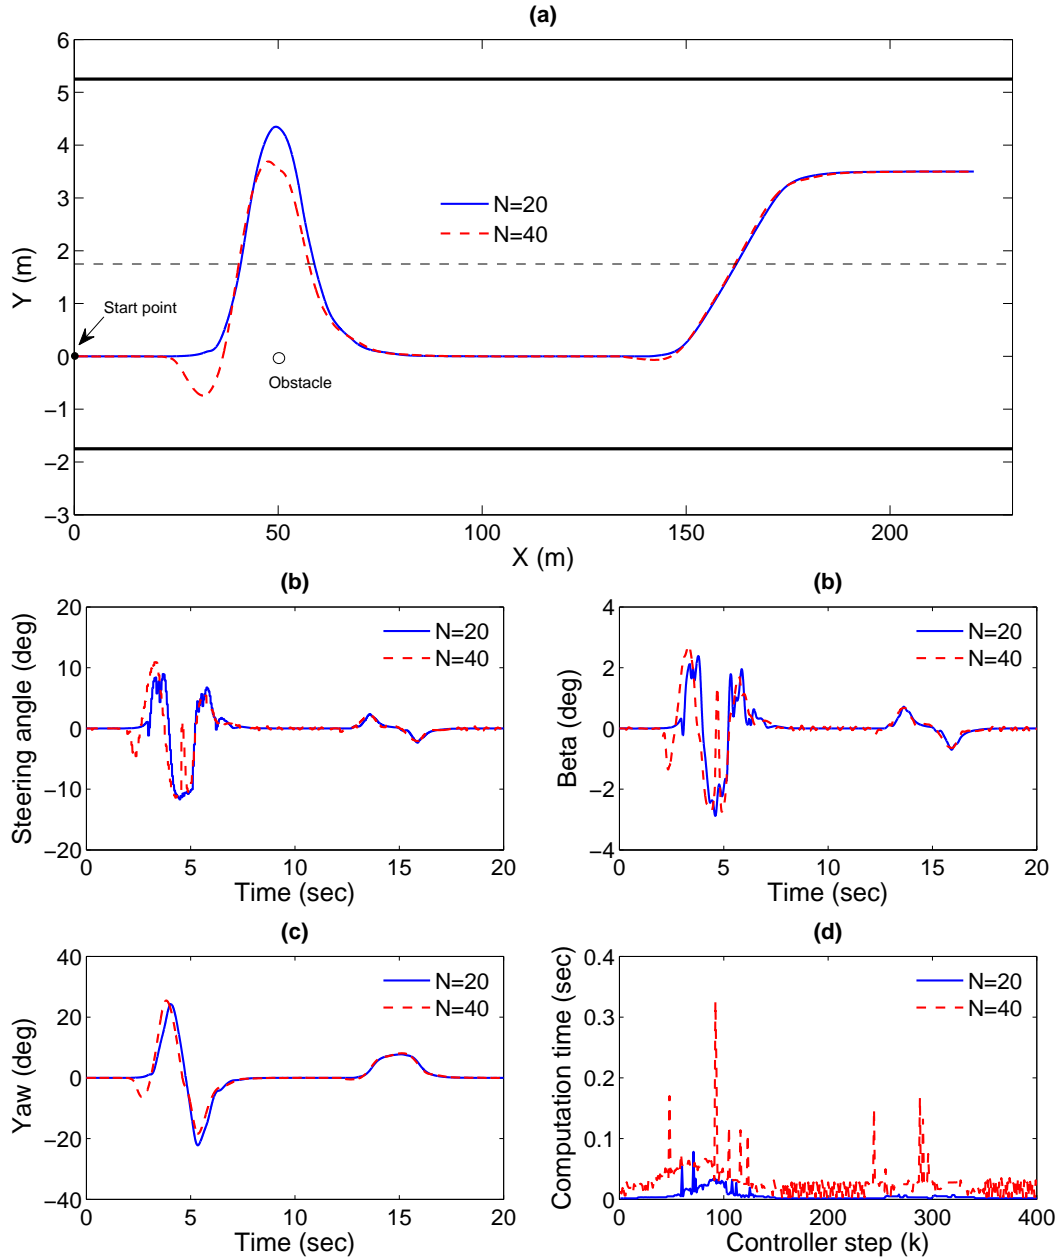 (a)
6
5
4
3
2
1
0
−1
−2
−3
Y (m)
N=20
N=40
Start point
Obstacle
0
50
100
150
200
X (m)
(b)
20
10
0
−10
−20
Steering angle (deg)
N=20
N=40
0
5
10
15
20
Time (sec)
(b)
4
2
0
−2
−4
Beta (deg)
N=20
N=40
0
5
10
15
20
Time (sec)
(c)
40
20
0
−20
−40
Yaw (deg)
N=20
N=40
0
5
10
15
20
Time (sec)
(d)
0.4
0.3
0.2
0.1
0
Computation time (sec)
N=20
N=40
0
100
200
300
400
Controller step (k)